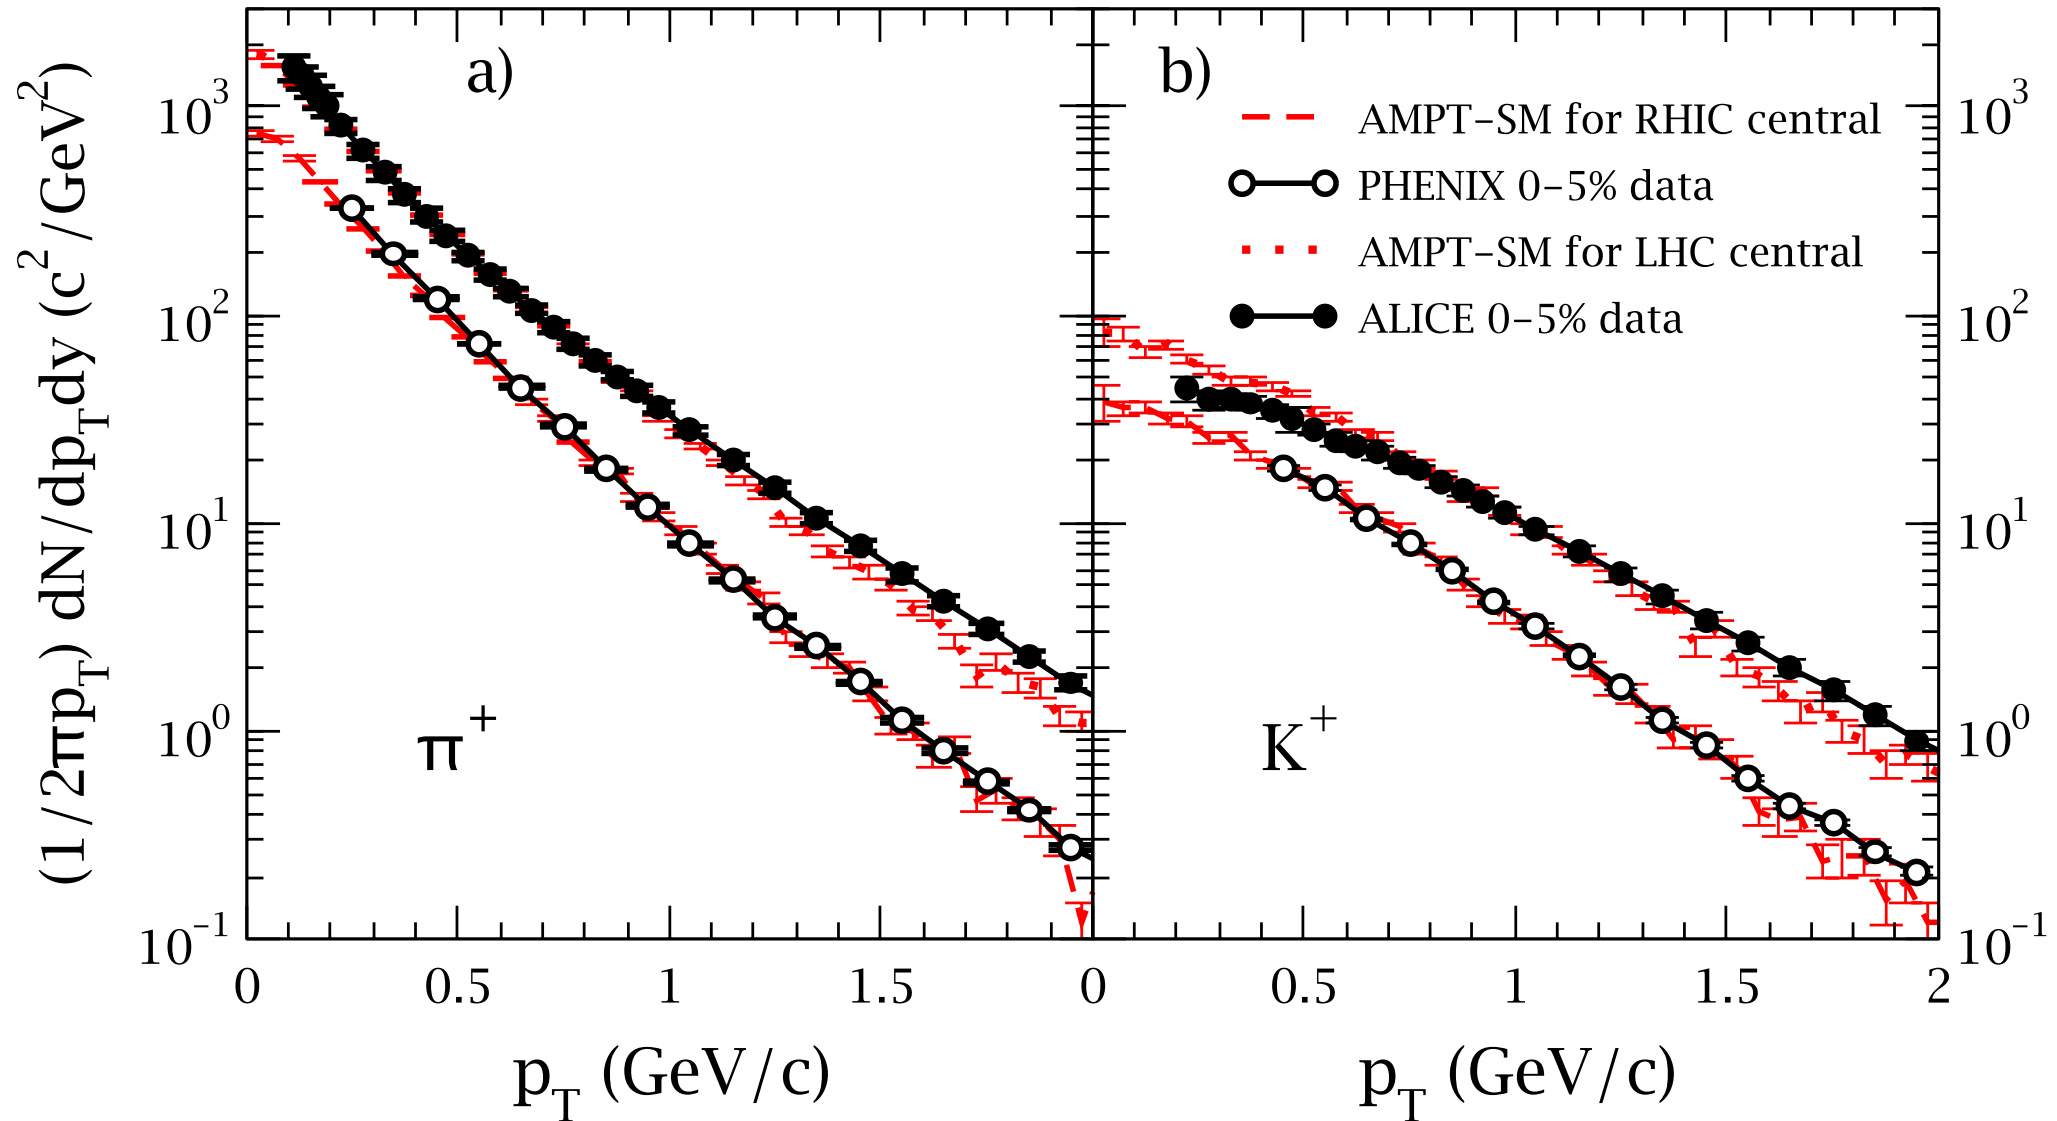 (1/2πp_T) dN/dp_Tdy (c^2/GeV^2)
a)
b)
10^3
10^2
10^1
10^0
10^-1
AMPT-SM for RHIC central
PHENIX 0-5% data
AMPT-SM for LHC central
ALICE 0-5% data
π^+
K^+
10^3
10^2
10^1
10^0
10^-1
0 0.5 1 1.5 0 0.5 1 1.5 2
p_T (GeV/c)
p_T (GeV/c)